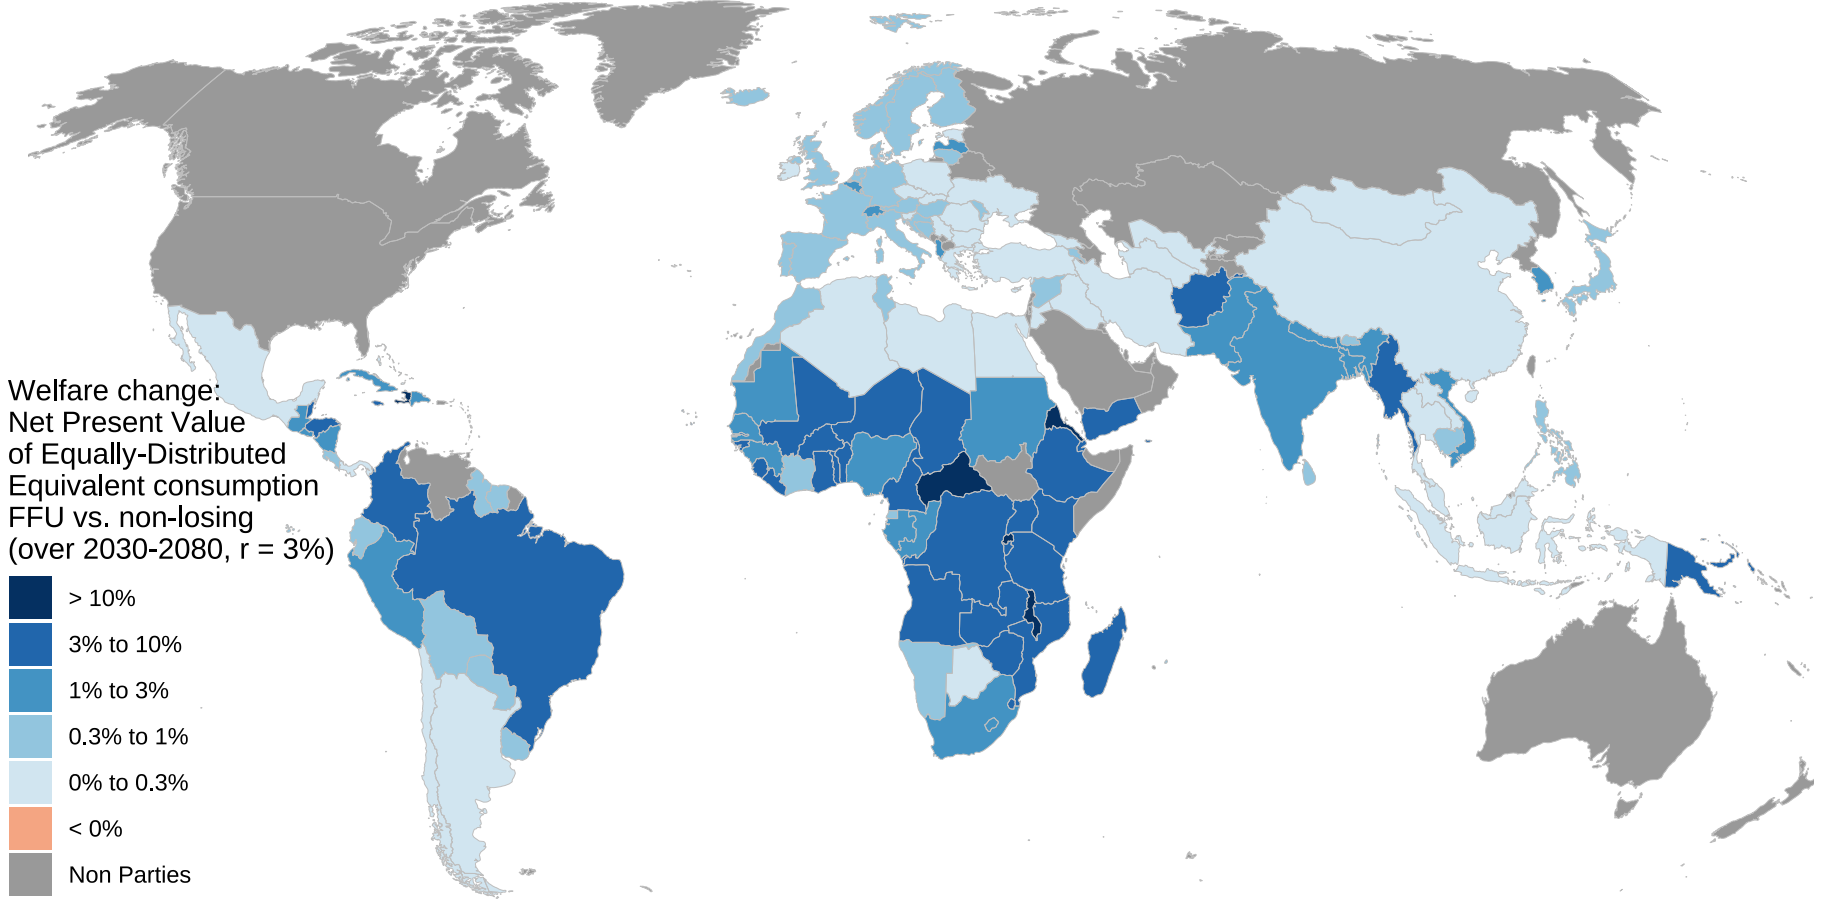 Welfare change:
Net Present Value
of Equally-Distributed
Equivalent consumption
FFU vs. non-losing
(over 2030-2080, r = 3%)
> 10%
3% to 10%
1% to 3%
0.3% to 1%
0% to 0.3%
< 0%
Non Parties